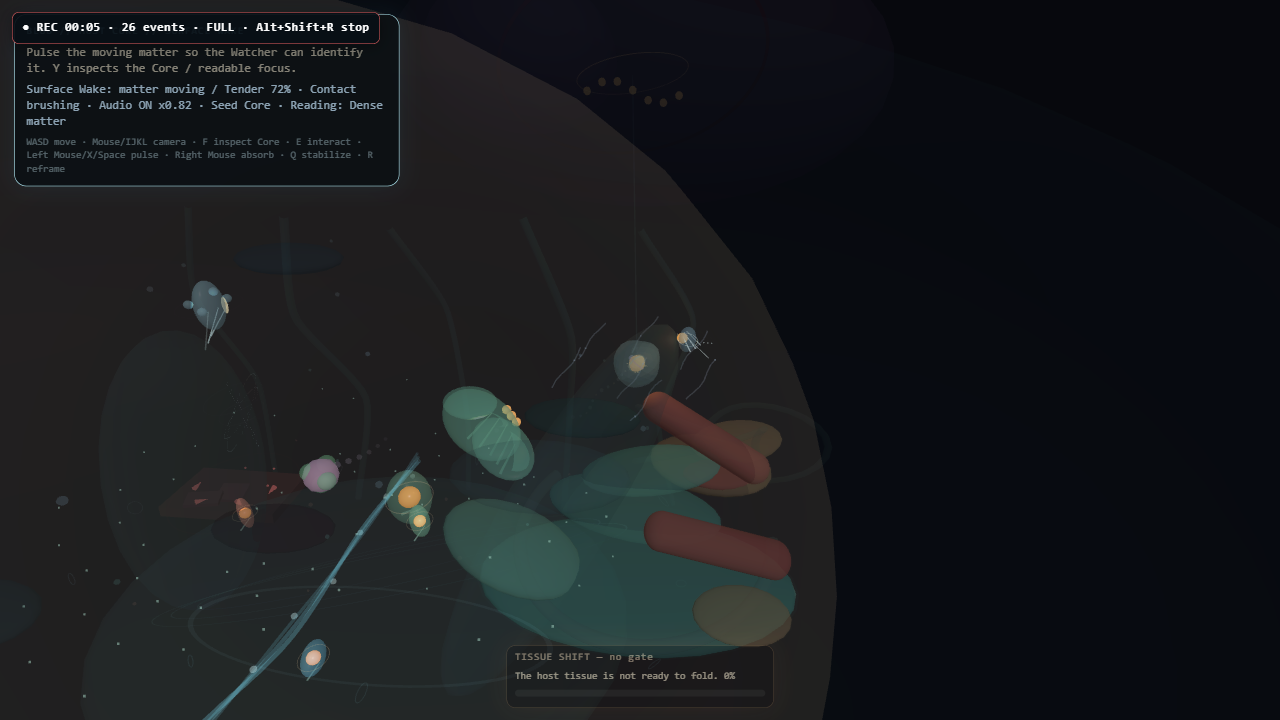 ● REC 00:05 · 26 events · FULL · Alt+Shift+R stop
Pulse the moving matter so the Watcher can identify
it. Y inspects the Core / readable focus.
Surface Wake: matter moving / Tender 72% · Contact
brushing · Audio ON x0.82 · Seed Core · Reading: Dense
matter
WASD move · Mouse/IJKL camera · F inspect Core · E interact ·
Left Mouse/X/Space pulse · Right Mouse absorb · Q stabilize · R
reframe
TISSUE SHIFT — no gate
The host tissue is not ready to fold. 0%